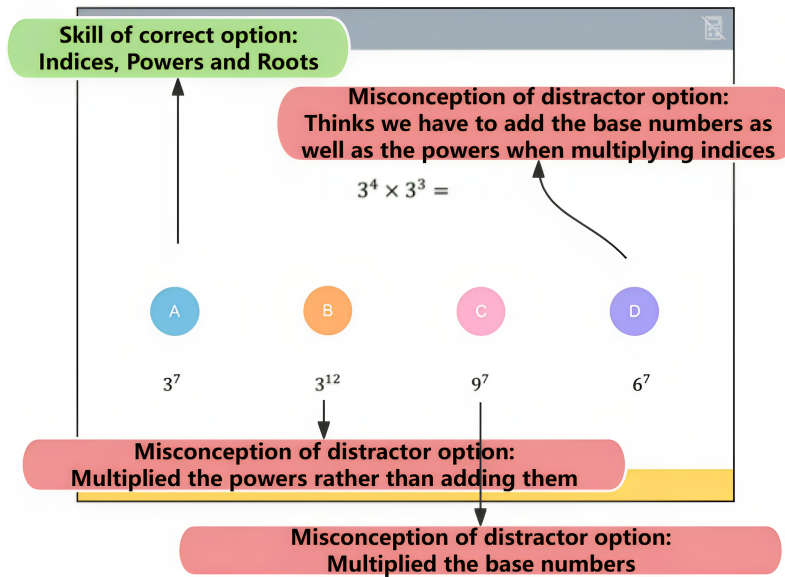 Skill of correct option:
Indices, Powers and Roots
Misconception of distractor option:
Thinks we have to add the base numbers as
well as the powers when multiplying indices
3⁴ × 3³ =
A
B
C
D
3⁷
3¹²
9⁷
6⁷
Misconception of distractor option:
Multiplied the powers rather than adding them
Misconception of distractor option:
Multiplied the base numbers